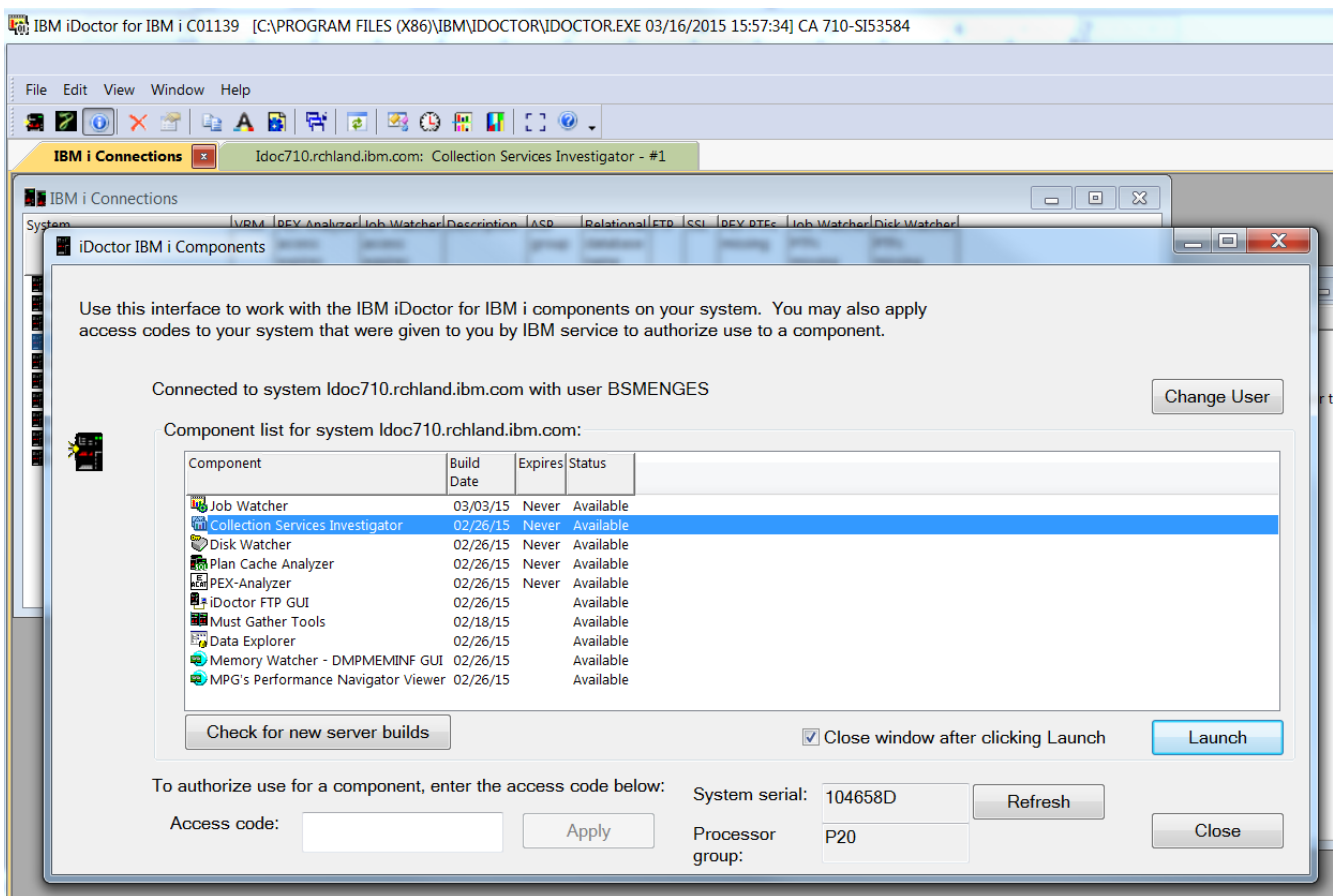 IBM iDoctor for IBM i C01139 [C:\PROGRAM FILES (X86)\IBM\IDOCTOR\IDOCTOR.EXE 03/16/2015 15:57:34] CA 710-SI53584
File Edit View Window Help
IBM i Connections x Idoc710.rchland.ibm.com: Collection Services Investigator - #1
IBM i Connections
System VRM PEX Analyzer Job Watcher Description ASP Relational FTP SSL PEX PTFs Job Watcher Disk Watcher
iDoctor IBM i Components
Use this interface to work with the IBM iDoctor for IBM i components on your system. You may also apply
access codes to your system that were given to you by IBM service to authorize use to a component.
Connected to system Idoc710.rchland.ibm.com with user BSMENGES
Change User
Component list for system Idoc710.rchland.ibm.com:
Component Build Date Expires Status
Job Watcher 03/03/15 Never Available
Collection Services Investigator 02/26/15 Never Available
Disk Watcher 02/26/15 Never Available
Plan Cache Analyzer 02/26/15 Never Available
PEX-Analyzer 02/26/15 Never Available
iDoctor FTP GUI 02/26/15 Available
Must Gather Tools 02/18/15 Available
Data Explorer 02/26/15 Available
Memory Watcher - DMPMEMINF GUI 02/26/15 Available
MPG's Performance Navigator Viewer 02/26/15 Available
Check for new server builds
Close window after clicking Launch
Launch
To authorize use for a component, enter the access code below:
Access code:
Apply
System serial: 104658D
Refresh
Processor group: P20
Close